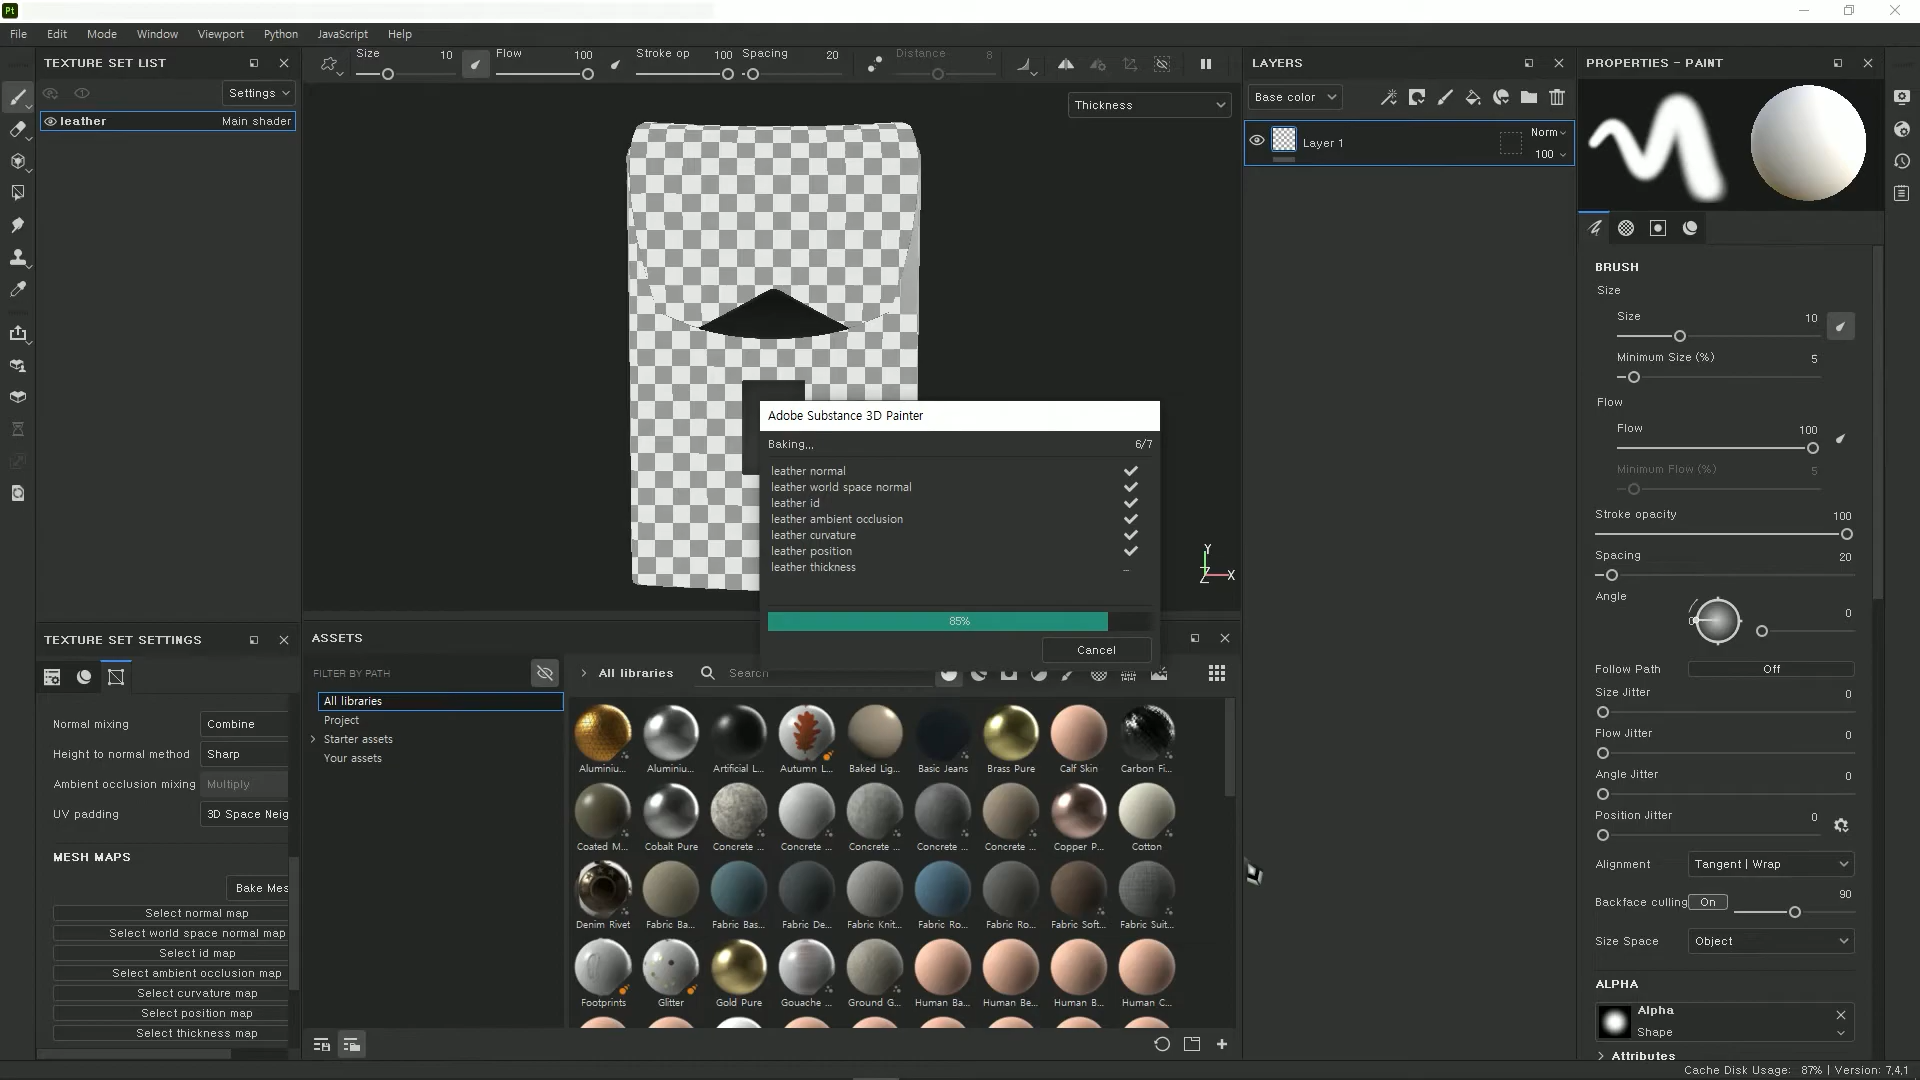 Pt
File Edit Mode Window Viewport Python JavaScript Help
TEXTURE SET LIST
Settings
leather Main shader
Size 10
Flow 100
Stroke op 100
Spacing 20
Distance 8
Thickness
Adobe Substance 3D Painter
Baking... 6/7
leather normal
leather world space normal
leather id
leather ambient occlusion
leather curvature
leather position
leather thickness
85%
Cancel
Y
Z X
TEXTURE SET SETTINGS
Normal mixing Combine
Height to normal method Sharp
Ambient occlusion mixing Multiply
UV padding 3D Space Neig
MESH MAPS
Bake Mes
Select normal map
Select world space normal map
Select id map
Select ambient occlusion map
Select curvature map
Select position map
Select thickness map
ASSETS
FILTER BY PATH
All libraries
Project
Starter assets
Your assets
All libraries
Search
Aluminiu... Aluminiu... Artificial L... Autumn L... Baked Lig... Basic Jeans Brass Pure Calf Skin Carbon Fi...
Coated M... Cobalt Pure Concrete ... Concrete ... Concrete ... Concrete ... Concrete ... Copper P... Cotton
Denim Rivet Fabric Ba... Fabric Bas... Fabric De... Fabric Knit... Fabric Ro... Fabric Ro... Fabric Soft... Fabric Suit...
Footprints Glitter Gold Pure Gouache ... Ground G... Human Ba... Human Be... Human B... Human C...
LAYERS
Base color
Layer 1
Norm
100
PROPERTIES - PAINT
BRUSH
Size
Size 10
Minimum Size (%) 5
Flow
Flow 100
Minimum Flow (%) 5
Stroke opacity 100
Spacing 20
Angle
0 0
Follow Path Off
Size Jitter 0
Flow Jitter 0
Angle Jitter 0
Position Jitter 0
Alignment Tangent | Wrap
Backface culling On 90
Size Space Object
ALPHA
Alpha
Shape
Attributes
Cache Disk Usage: 87% | Version: 7,4,1